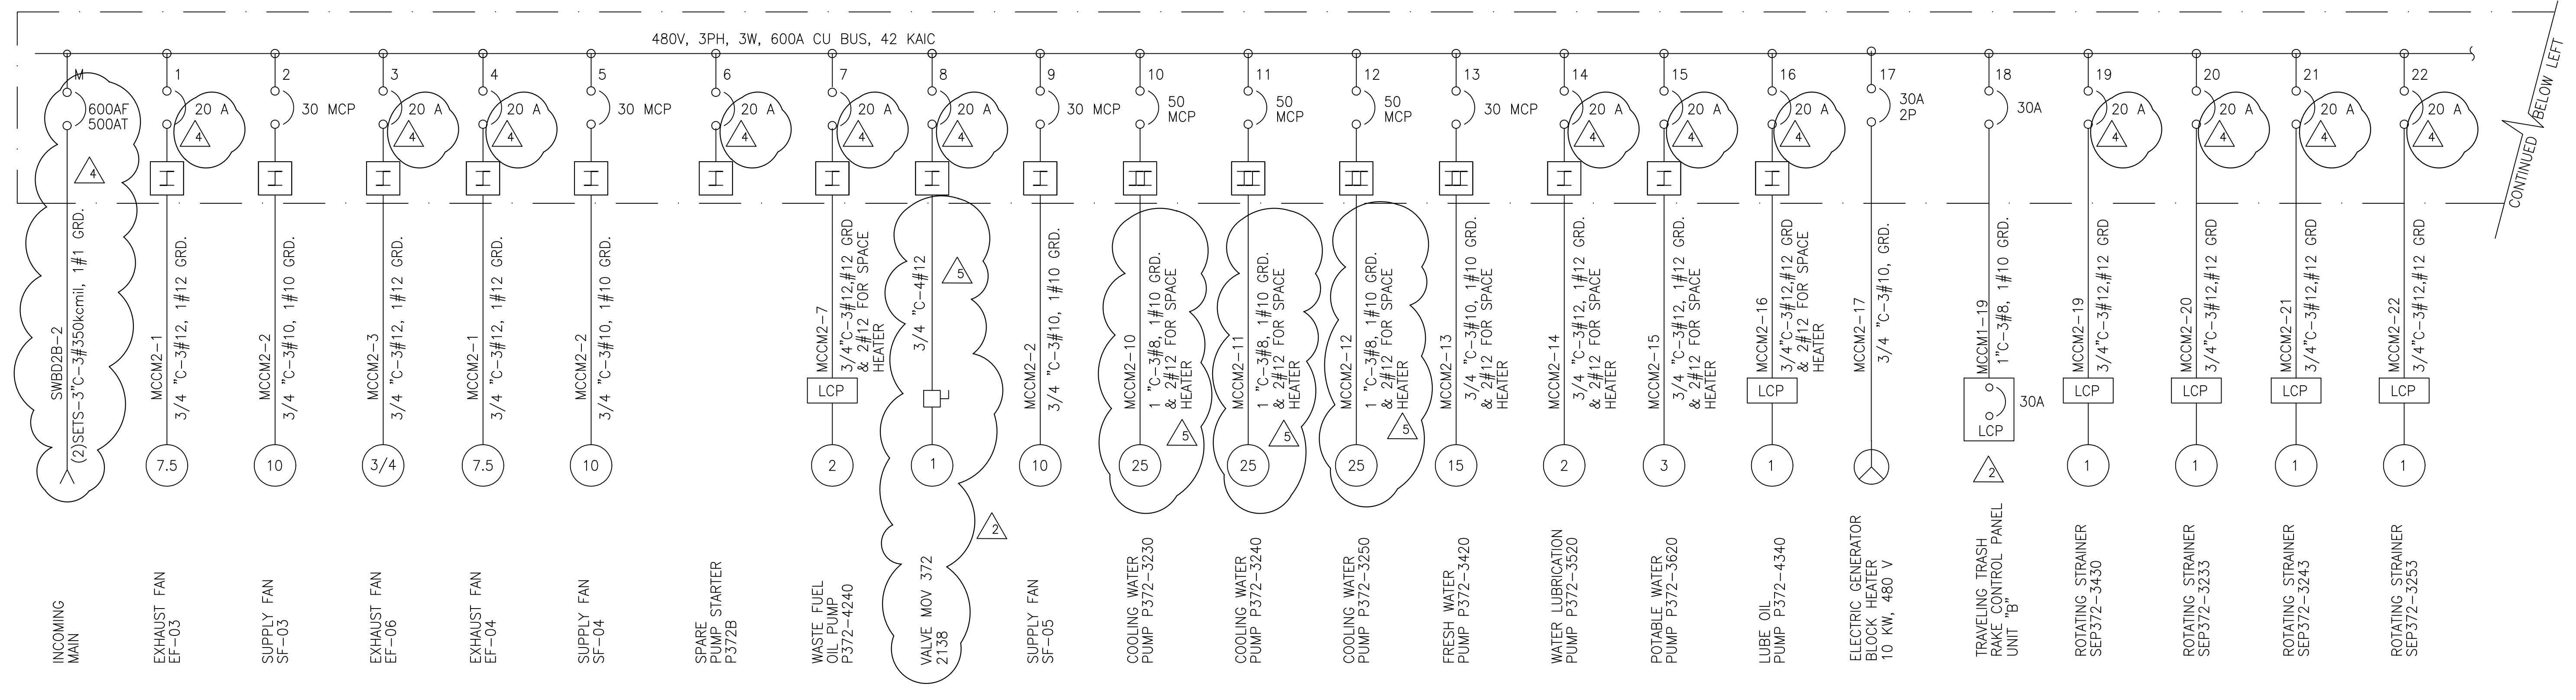 480V, 3PH, 3W, 600A CU BUS, 42 KAIC
CONTINUED BELOW LEFT
M
600AF
500AT
4
SWBD2B-2
(2)SETS-3"C-3#350kcmil, 1#1 GRD.
INCOMING
MAIN
1
20 A
4
I
MCCM2-1
3/4 "C-3#12, 1#12 GRD.
7.5
EXHAUST FAN
EF-03
2
30 MCP
I
MCCM2-2
3/4 "C-3#10, 1#10 GRD.
10
SUPPLY FAN
SF-03
3
20 A
4
I
MCCM2-3
3/4 "C-3#12, 1#12 GRD.
3/4
EXHAUST FAN
EF-06
4
20 A
4
I
MCCM2-1
3/4 "C-3#12, 1#12 GRD.
7.5
EXHAUST FAN
EF-04
5
30 MCP
I
MCCM2-2
3/4 "C-3#10, 1#10 GRD.
10
SUPPLY FAN
SF-04
6
20 A
4
I
SPARE
PUMP STARTER
P372B
7
20 A
4
I
MCCM2-7
3/4"C-3#12,#12 GRD
& 2#12 FOR SPACE
HEATER
LCP
2
WASTE FUEL
OIL PUMP
P372-4240
8
20 A
4
I
3/4 "C-4#12
5
1
2
VALVE MOV 372
2138
9
30 MCP
I
MCCM2-2
3/4 "C-3#10, 1#10 GRD.
10
SUPPLY FAN
SF-05
10
50
MCP
III
MCCM2-10
1 "C-3#8, 1#10 GRD.
& 2#12 FOR SPACE
HEATER
5
25
COOLING WATER
PUMP P372-3230
11
50
MCP
III
MCCM2-11
1 "C-3#8, 1#10 GRD.
& 2#12 FOR SPACE
HEATER
5
25
COOLING WATER
PUMP P372-3240
12
50
MCP
II
MCCM2-12
1 "C-3#8, 1#10 GRD.
& 2#12 FOR SPACE
HEATER
5
25
COOLING WATER
PUMP P372-3250
13
30 MCP
II
MCCM2-13
3/4 "C-3#10, 1#10 GRD.
& 2#12 FOR SPACE
HEATER
15
FRESH WATER
PUMP P372-3420
14
20 A
4
I
MCCM2-14
3/4 "C-3#12, 1#12 GRD.
& 2#12 FOR SPACE
HEATER
2
WATER LUBRICATION
PUMP P372-3520
15
20 A
4
I
MCCM2-15
3/4 "C-3#12, 1#12 GRD.
& 2#12 FOR SPACE
HEATER
3
POTABLE WATER
PUMP P372-3620
16
20 A
4
I
MCCM2-16
3/4"C-3#12,#12 GRD
& 2#12 FOR SPACE
HEATER
LCP
1
LUBE OIL
PUMP P372-4340
17
30A
2P
MCCM2-17
3/4 "C-3#10, GRD.
ELECTRIC GENERATOR
BLOCK HEATER
10 KW, 480 V
18
30A
MCCM1-19
1"C-3#8, 1#10 GRD.
30A
LCP
2
TRAVELING TRASH
RAKE CONTROL PANEL
UNIT "B"
19
20 A
4
MCCM2-19
3/4"C-3#12,#12 GRD
LCP
1
ROTATING STRAINER
SEP372-3430
20
20 A
4
MCCM2-20
3/4"C-3#12,#12 GRD
LCP
1
ROTATING STRAINER
SEP372-3233
21
20 A
4
MCCM2-21
3/4"C-3#12,#12 GRD
LCP
1
ROTATING STRAINER
SEP372-3243
22
20 A
4
MCCM2-22
3/4"C-3#12,#12 GRD
LCP
1
ROTATING STRAINER
SEP372-3253